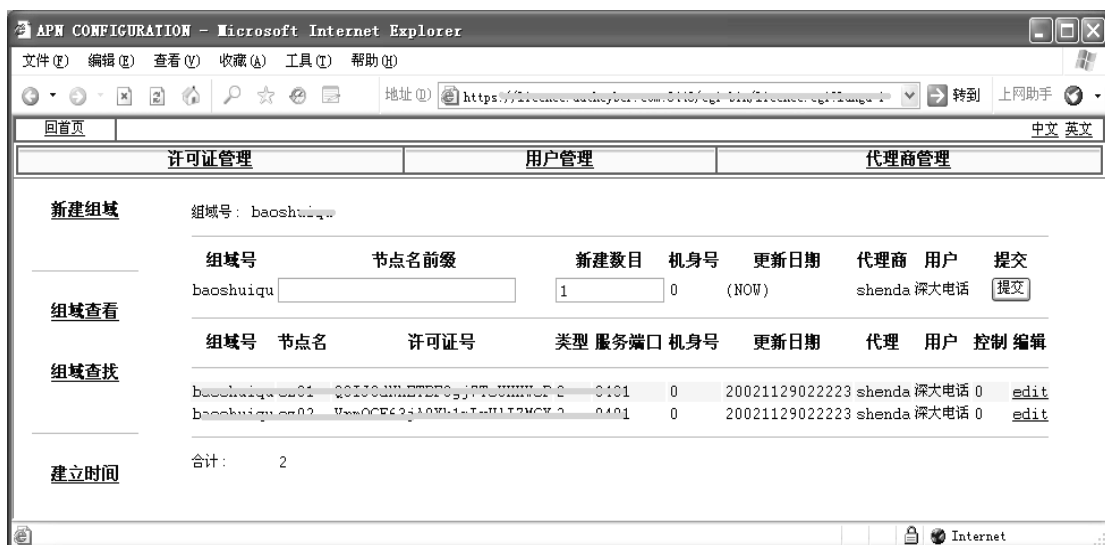 APN CONFIGURATION - Microsoft Internet Explorer
文件(F) 编辑(E) 查看(V) 收藏(A) 工具(T) 帮助(H)
地址(D) 转到 上网助手
回首页 中文 英文
许可证管理 用户管理 代理商管理
新建组域
组域号:
组域号 节点名前缀 新建数目 机身号 更新日期 代理商 用户 提交
baoshuiqu 1 0 (NOW) shenda 深大电话 提交
组域查看
组域号 节点名 许可证号 类型 服务端口 机身号 更新日期 代理 用户 控制 编辑
组域查找
0 20021129022223 shenda 深大电话 0 edit
0 20021129022223 shenda 深大电话 0 edit
合计: 2
建立时间
Internet